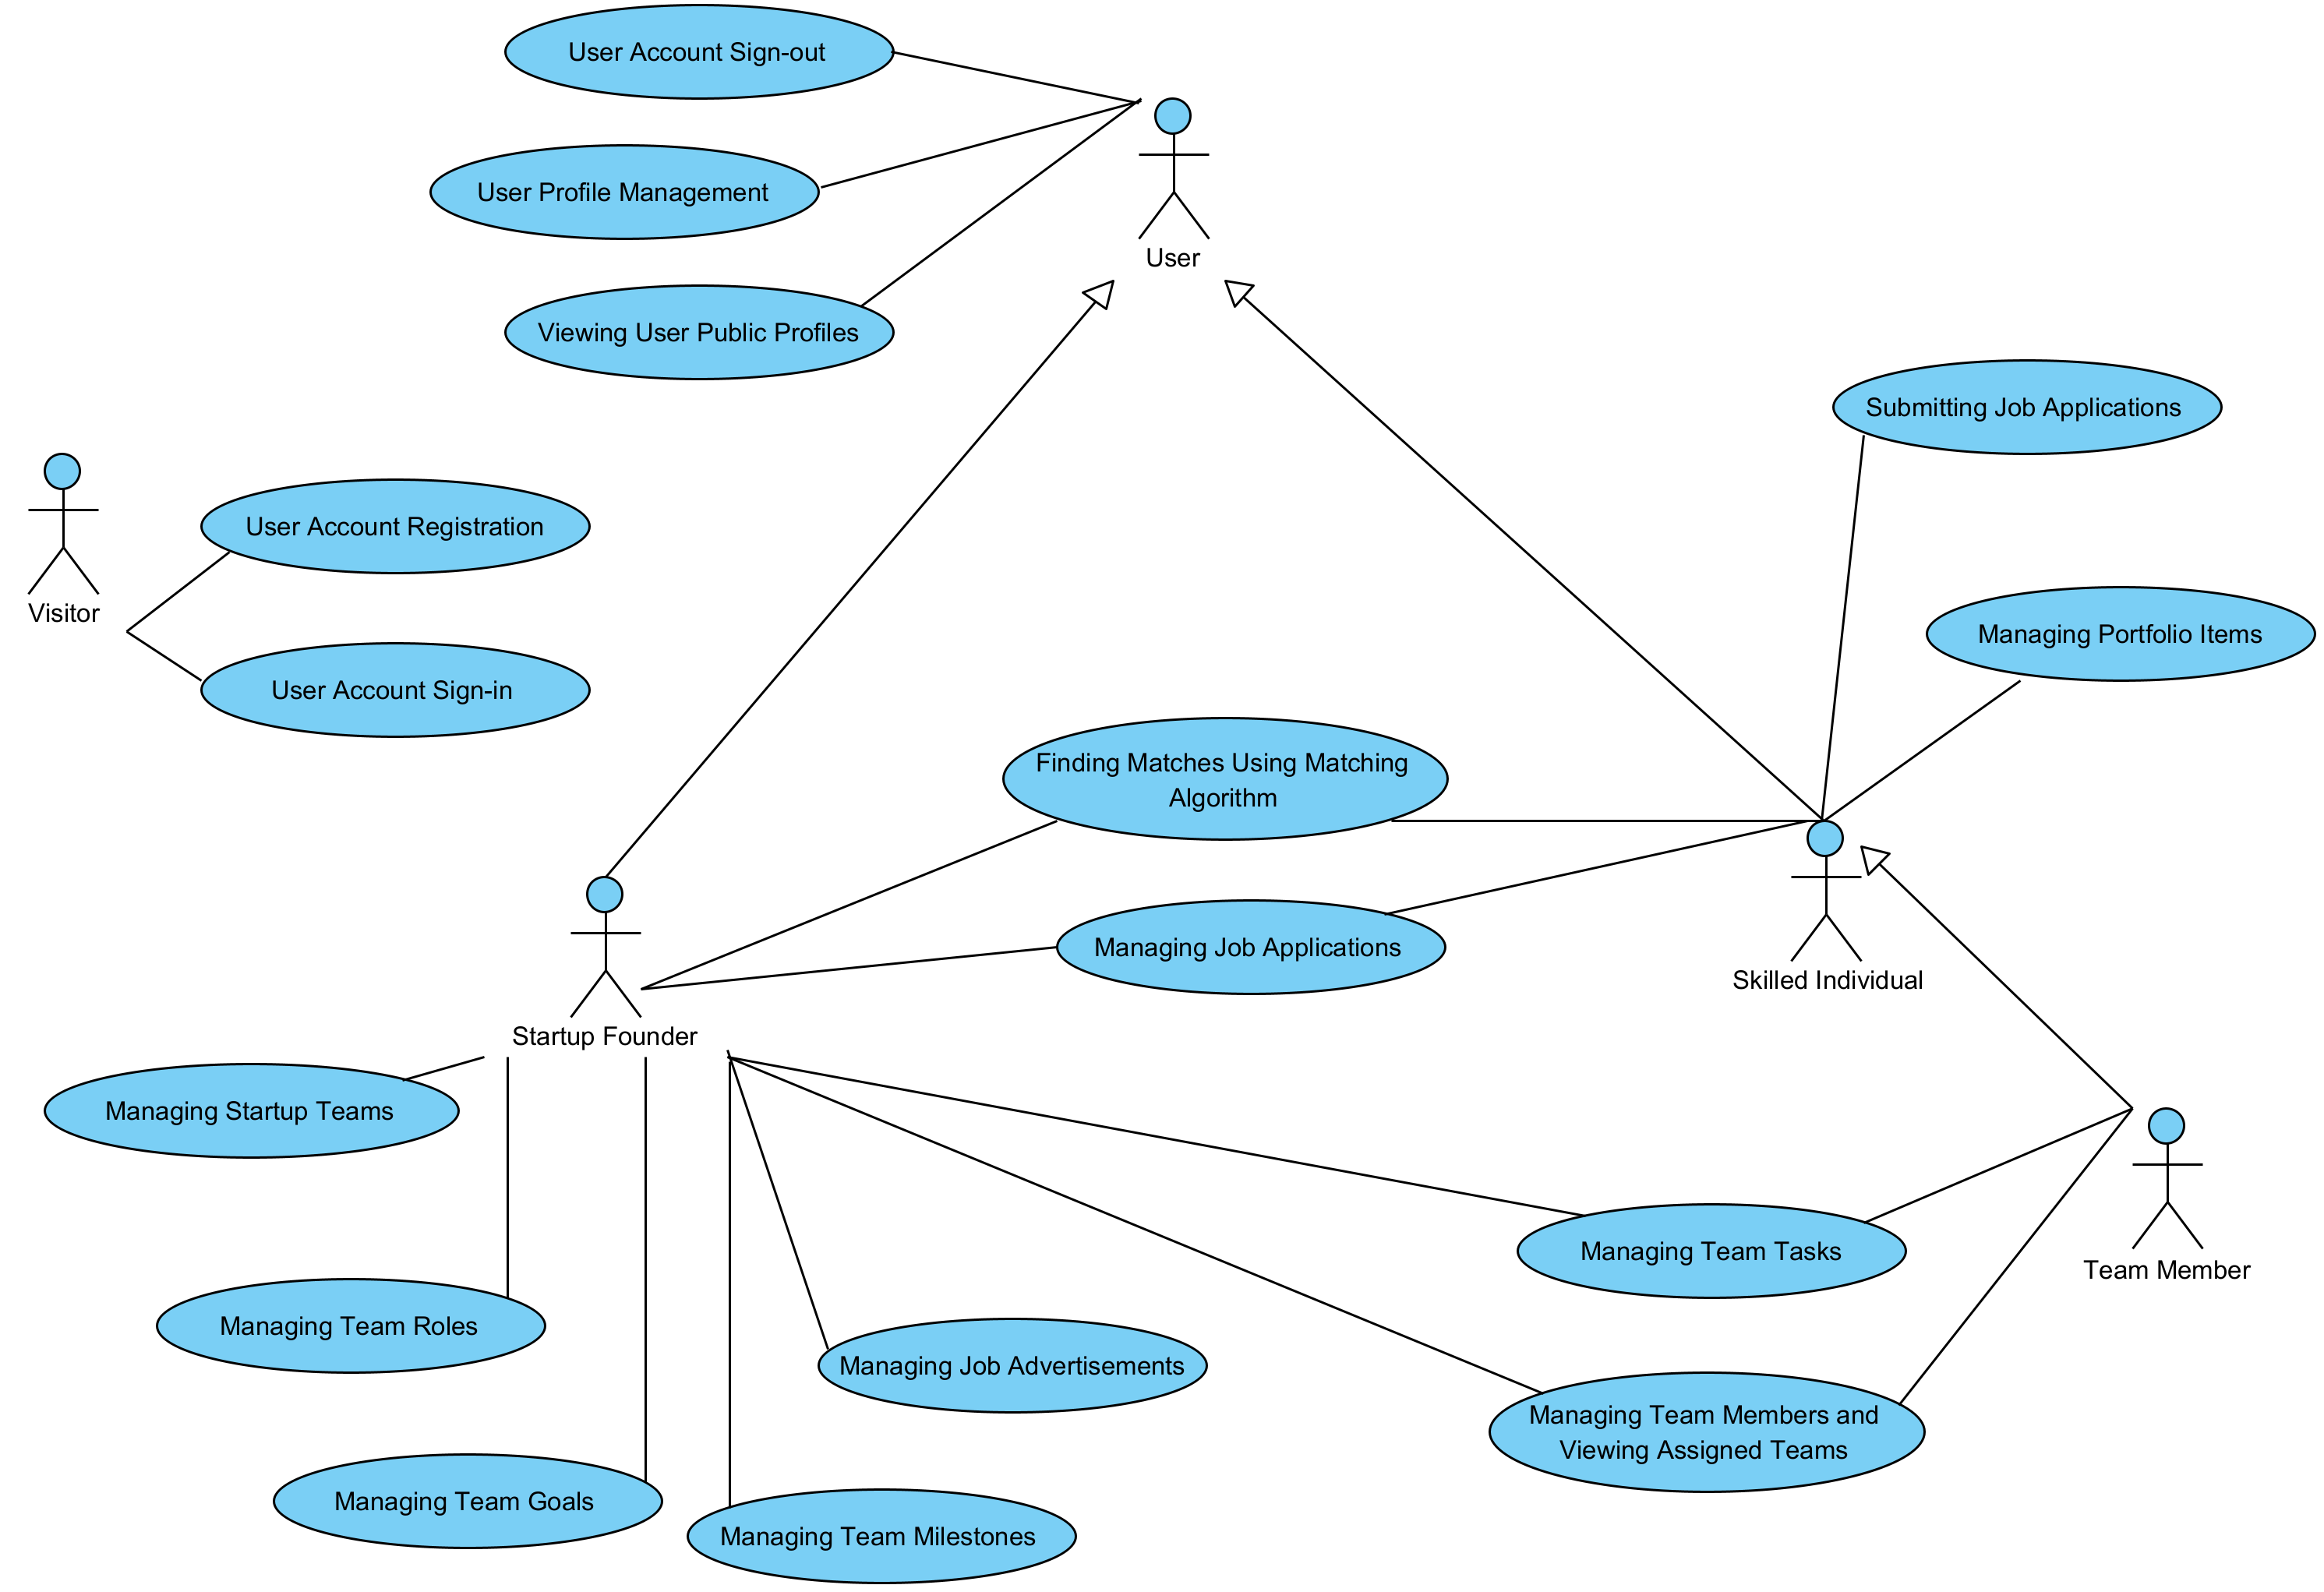 User Account Sign-out
User Profile Management
User
Viewing User Public Profiles
Submitting Job Applications
User Account Registration
Visitor
Managing Portfolio Items
User Account Sign-in
Finding Matches Using Matching
Algorithm
Managing Job Applications
Skilled Individual
Startup Founder
Managing Startup Teams
Managing Team Tasks
Team Member
Managing Team Roles
Managing Job Advertisements
Managing Team Members and
Viewing Assigned Teams
Managing Team Goals
Managing Team Milestones